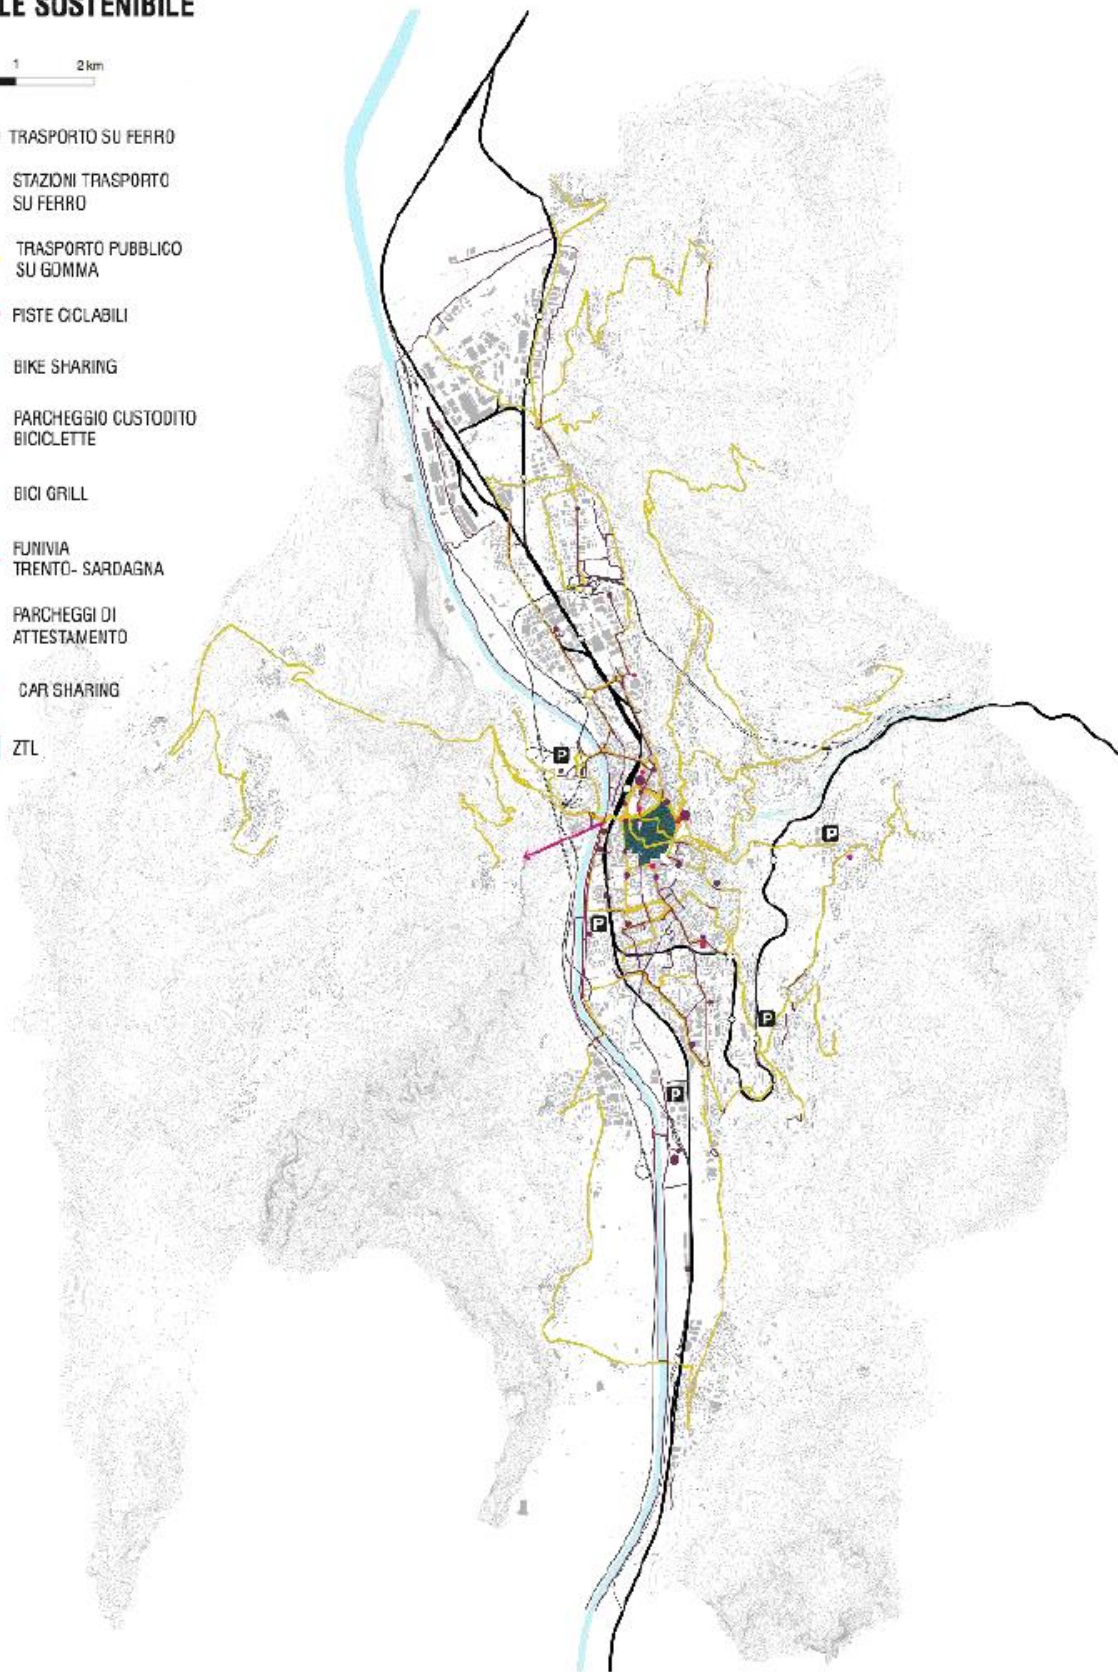 LE SOSTENIBILE
1 2 km
TRASPORTO SU FERRO
STAZIONI TRASPORTO
SU FERRO
TRASPORTO PUBBLICO
SU GOMMA
PISTE CICLABILI
BIKE SHARING
PARCHEGGIO CUSTODITO
BICICLETTE
BICI GRILL
FUNIVIA
TRENTO- SARDAGNA
PARCHEGGI DI
ATTESTAMENTO
CAR SHARING
ZTL
P
P
P
P
P